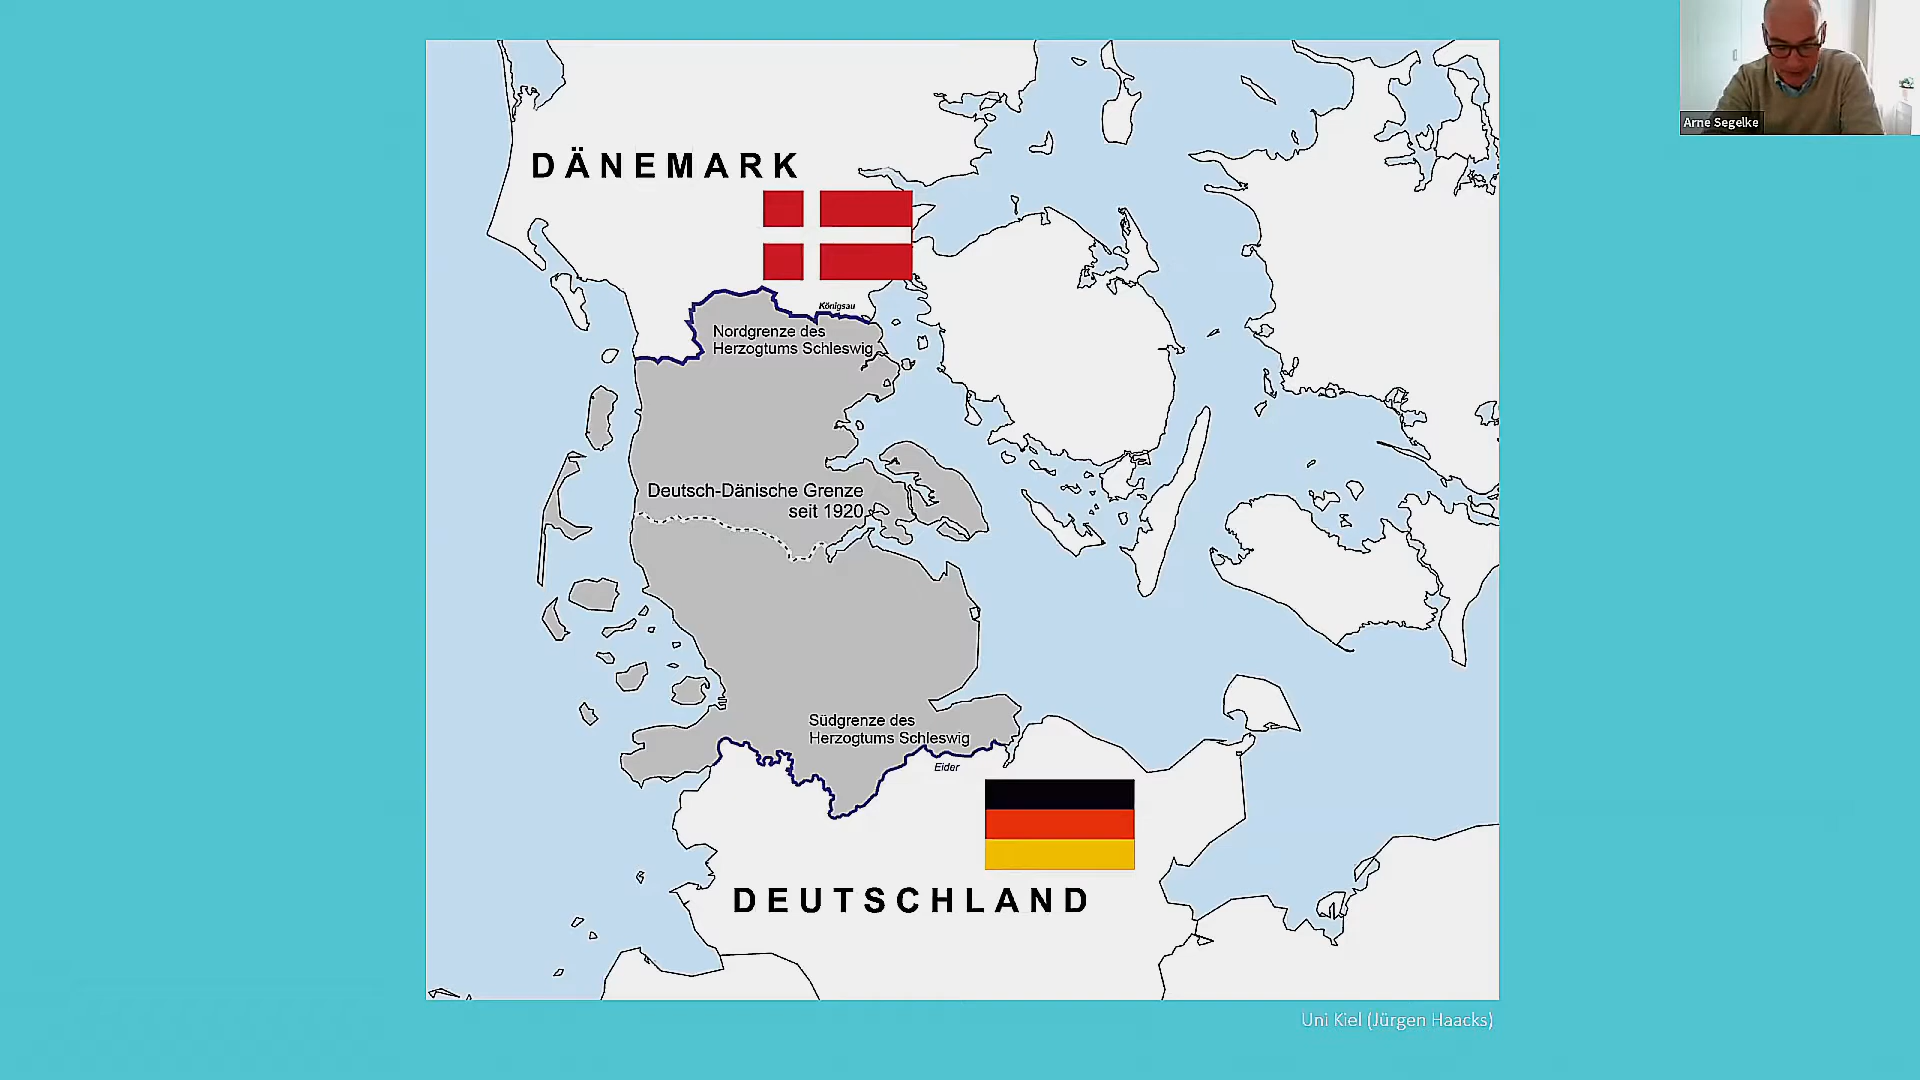 Arne Segelke
DÄNEMARK
Königsau
Nordgrenze des
Herzogtums Schleswig
Deutsch-Dänische Grenze
seit 1920
Südgrenze des
Herzogtums Schleswig
Eider
DEUTSCHLAND
Uni Kiel (Jürgen Haacks)